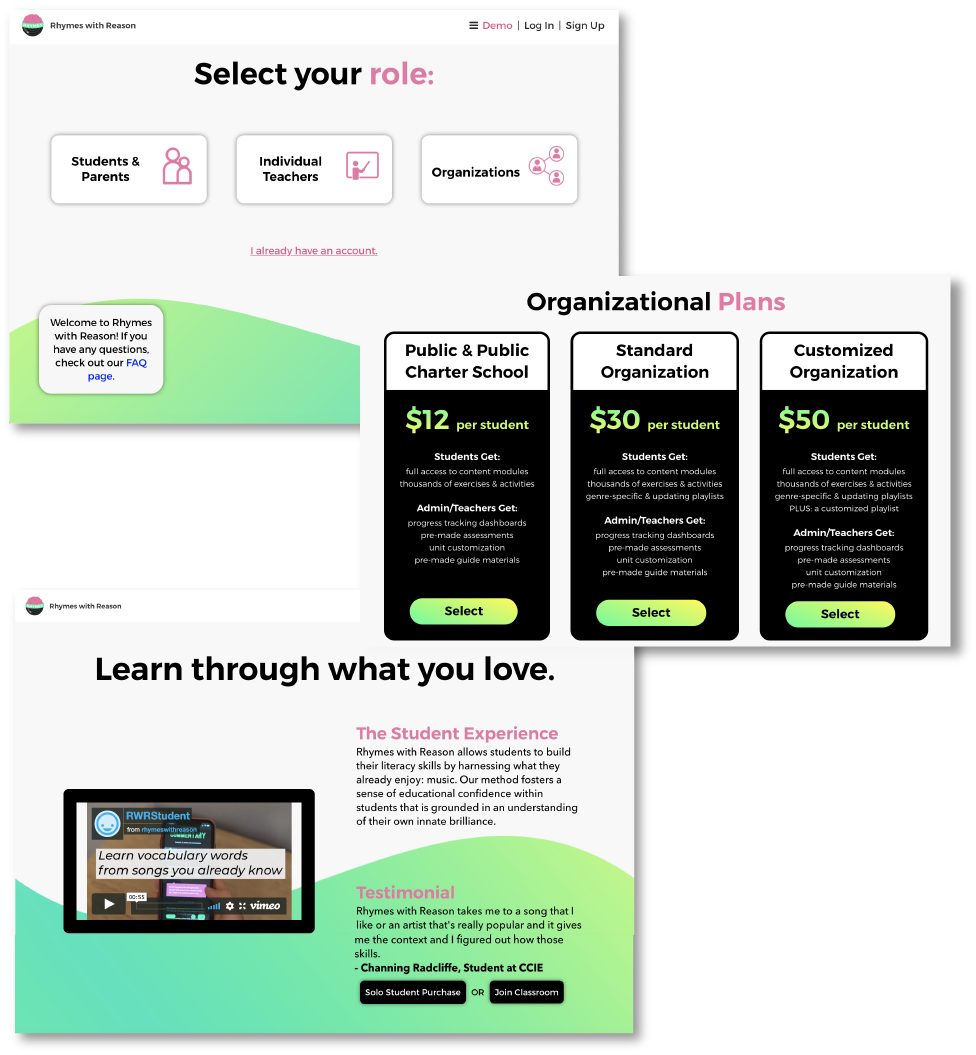 Rhymes with Reason
Demo | Log In | Sign Up
Select your role:
Students &
Parents
Individual
Teachers
Organizations
I already have an account.
Welcome to Rhymes
with Reason! If you
have any questions,
check out our FAQ
page.
Organizational Plans
Public & Public
Charter School
$12 per student
Students Get:
full access to content modules
thousands of exercises & activities
Admin/Teachers Get:
progress tracking dashboards
pre-made assessments
unit customization
pre-made guide materials
Select
Standard
Organization
$30 per student
Students Get:
full access to content modules
thousands of exercises & activities
genre-specific & updating playlists
Admin/Teachers Get:
progress tracking dashboards
pre-made assessments
unit customization
pre-made guide materials
Select
Customized
Organization
$50 per student
Students Get:
full access to content modules
thousands of exercises & activities
genre-specific & updating playlists
PLUS: a customized playlist
Admin/Teachers Get:
progress tracking dashboards
pre-made assessments
unit customization
pre-made guide materials
Select
Rhymes with Reason
Learn through what you love.
RWRStudent
from rhymeswithreason
COMMENTARY
Learn vocabulary words
from songs you already know
00:55
vimeo
The Student Experience
Rhymes with Reason allows students to build
their literacy skills by harnessing what they
already enjoy: music. Our method fosters a
sense of educational confidence within
students that is grounded in an understanding
of their own innate brilliance.
Testimonial
Rhymes with Reason takes me to a song that I
like or an artist that's really popular and it gives
me the context and I figured out how those
skills.
- Channing Radcliffe, Student at CCIE
Solo Student Purchase OR Join Classroom